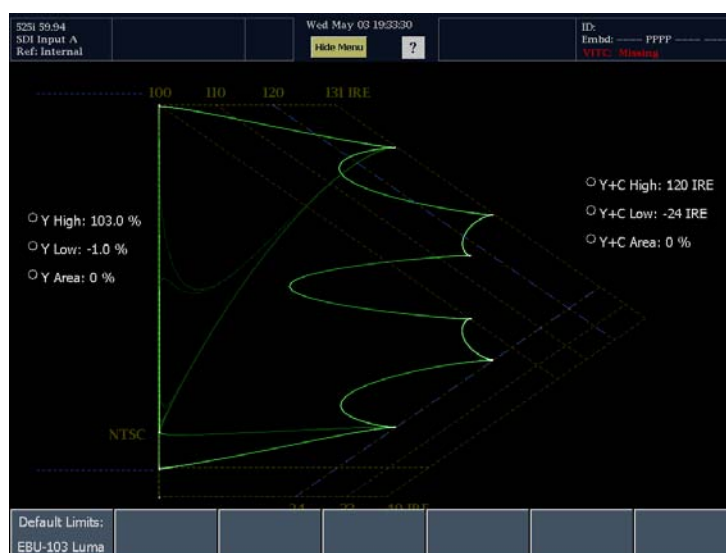 525i 59.94
SDI Input A
Ref: Internal
Wed May 03 19:33:30
Hide Menu
?
ID:
Embd: ---- PPPP ---- ----
VITC: Missing
100 110 120 131 IRE
Y High: 103.0 %
Y Low: -1.0 %
Y Area: 0 %
Y+C High: 120 IRE
Y+C Low: -24 IRE
Y+C Area: 0 %
NTSC
IRE
Default Limits:
EBU-103 Luma